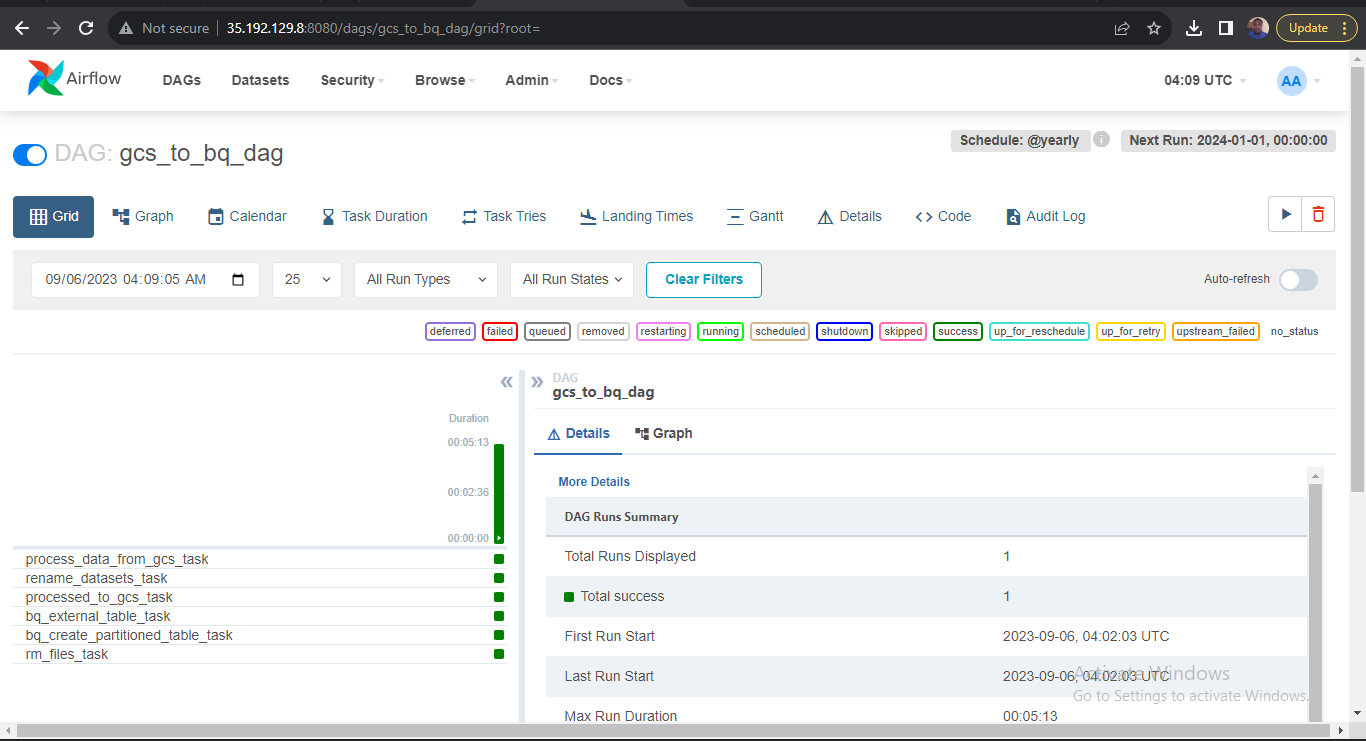 Not secure 35.192.129.8:8080/dags/gcs_to_bq_dag/grid?root= Update
Airflow DAGs Datasets Security Browse Admin Docs 04:09 UTC AA
Schedule: @yearly Next Run: 2024-01-01, 00:00:00
DAG: gcs_to_bq_dag
Grid Graph Calendar Task Duration Task Tries Landing Times Gantt Details Code Audit Log
09/06/2023 04:09:05 AM 25 All Run Types All Run States Clear Filters Auto-refresh
deferred failed queued removed restarting running scheduled shutdown skipped success up_for_reschedule up_for_retry upstream_failed no_status
DAG
gcs_to_bq_dag
Duration
00:05:13
00:02:36
00:00:00
process_data_from_gcs_task
rename_datasets_task
processed_to_gcs_task
bq_external_table_task
bq_create_partitioned_table_task
rm_files_task
Details Graph
More Details
DAG Runs Summary
Total Runs Displayed 1
Total success 1
First Run Start 2023-09-06, 04:02:03 UTC
Last Run Start 2023-09-06, 04:02:03 UTC
Max Run Duration 00:05:13
Activate Windows
Go to Settings to activate Windows.